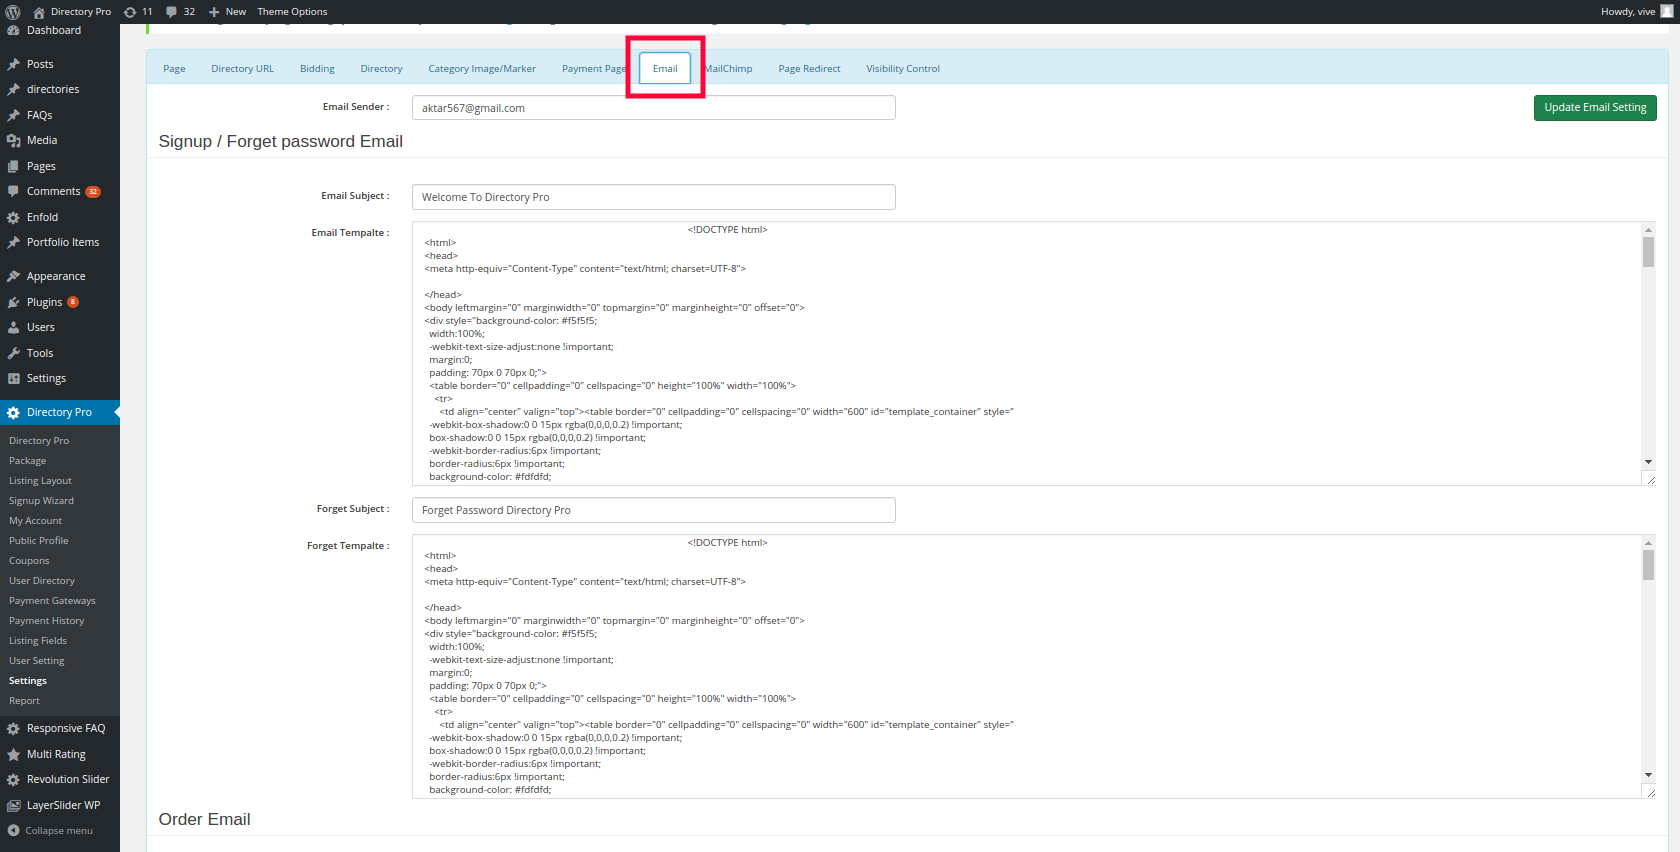 Directory Pro 11 32 New Theme Options Howdy, vive
Dashboard
Posts
directories
FAQs
Media
Pages
Comments 32
Enfold
Portfolio Items
Appearance
Plugins 8
Users
Tools
Settings
Directory Pro
Directory Pro
Package
Listing Layout
Signup Wizard
My Account
Public Profile
Coupons
User Directory
Payment Gateways
Payment History
Listing Fields
User Setting
Settings
Report
Responsive FAQ
Multi Rating
Revolution Slider
LayerSlider WP
Collapse menu
Page Directory URL Bidding Directory Category Image/Marker Payment Page Email MailChimp Page Redirect Visibility Control
Email Sender : aktar567@gmail.com Update Email Setting
Signup / Forget password Email
Email Subject : Welcome To Directory Pro
Email Tempalte :
<!DOCTYPE html>
<html>
<head>
<meta http-equiv="Content-Type" content="text/html; charset=UTF-8">
</head>
<body leftmargin="0" marginwidth="0" topmargin="0" marginheight="0" offset="0">
<div style="background-color: #f5f5f5;
width:100%;
-webkit-text-size-adjust:none !important;
margin:0;
padding: 70px 0 70px 0;">
<table border="0" cellpadding="0" cellspacing="0" height="100%" width="100%">
<tr>
<td align="center" valign="top"><table border="0" cellpadding="0" cellspacing="0" width="600" id="template_container" style="
-webkit-box-shadow:0 0 15px rgba(0,0,0,0.2) !important;
box-shadow:0 0 15px rgba(0,0,0,0.2) !important;
-webkit-border-radius:6px !important;
border-radius:6px !important;
background-color: #fdfdfd;
Forget Subject : Forget Password Directory Pro
Forget Tempalte :
<!DOCTYPE html>
<html>
<head>
<meta http-equiv="Content-Type" content="text/html; charset=UTF-8">
</head>
<body leftmargin="0" marginwidth="0" topmargin="0" marginheight="0" offset="0">
<div style="background-color: #f5f5f5;
width:100%;
-webkit-text-size-adjust:none !important;
margin:0;
padding: 70px 0 70px 0;">
<table border="0" cellpadding="0" cellspacing="0" height="100%" width="100%">
<tr>
<td align="center" valign="top"><table border="0" cellpadding="0" cellspacing="0" width="600" id="template_container" style="
-webkit-box-shadow:0 0 15px rgba(0,0,0,0.2) !important;
box-shadow:0 0 15px rgba(0,0,0,0.2) !important;
-webkit-border-radius:6px !important;
border-radius:6px !important;
background-color: #fdfdfd;
Order Email